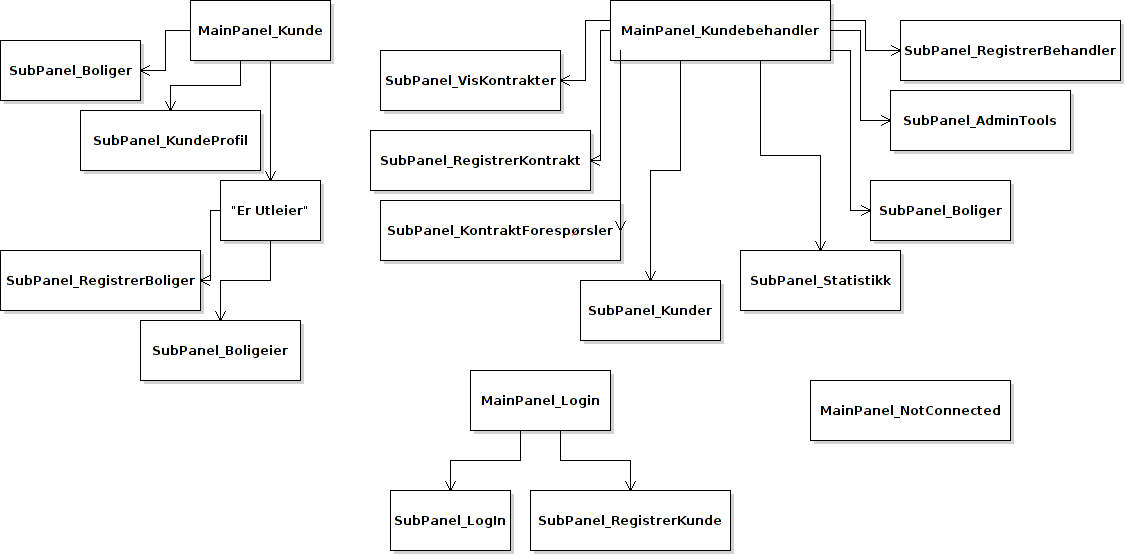 MainPanel_Kunde
SubPanel_Boliger
SubPanel_KundeProfil
"Er Utleier"
SubPanel_RegistrerBoliger
SubPanel_Boligeier
MainPanel_Kundebehandler
SubPanel_RegistrerBehandler
SubPanel_VisKontrakter
SubPanel_AdminTools
SubPanel_RegistrerKontrakt
SubPanel_Boliger
SubPanel_KontraktForespørsler
SubPanel_Statistikk
SubPanel_Kunder
MainPanel_Login
MainPanel_NotConnected
SubPanel_LogIn
SubPanel_RegistrerKunde